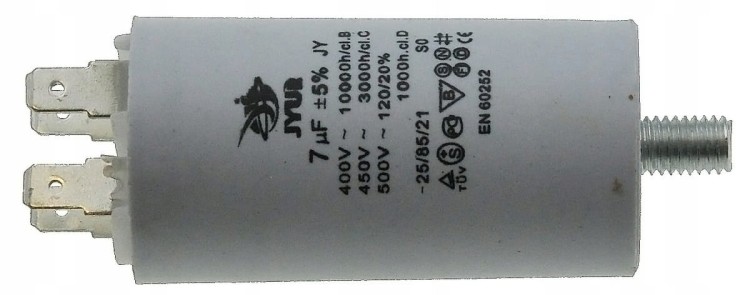 JYUR
7 µF ±5% JY
400V ~ 10000h/cl.B
450V ~ 3000h/cl.C
500V ~ 120/20%
1000h.cl.D
-25/85/21 S0
TÜV
EN 60252